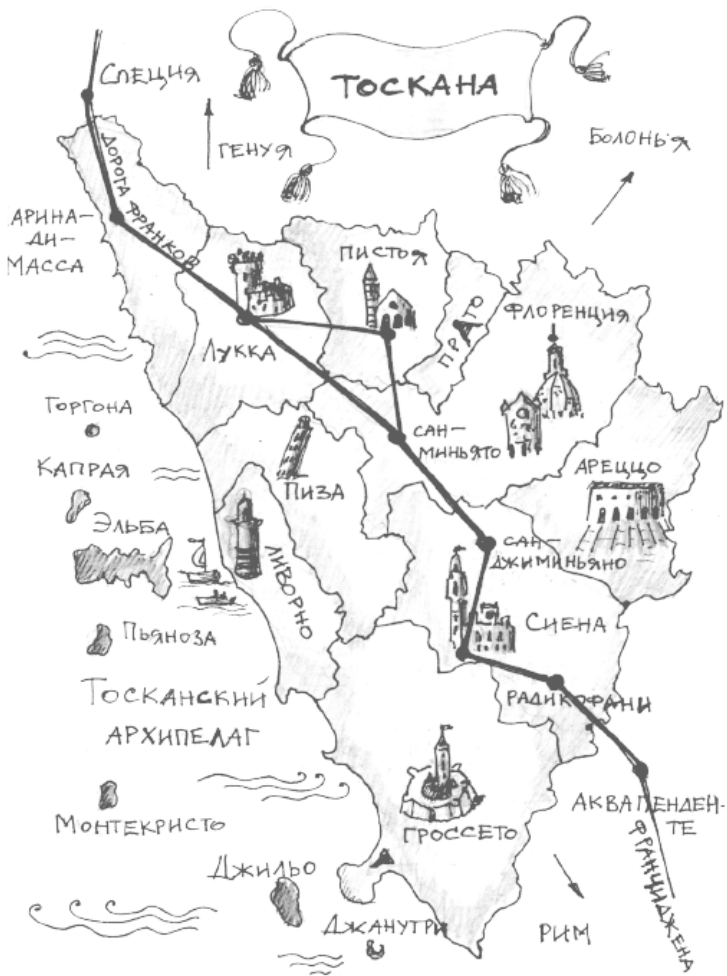 ТОСКАНА
СПЕЦИЯ
ГЕНУЯ
БОЛОНЬЯ
ДОРОГА ФРАНКОВ
АРИНА-
ДИ-
МАССА
ПИСТОЯ
ПРАТО
ФЛОРЕНЦИЯ
ЛУККА
ТОРГОНА
САН-
МИНЬЯТО
КАПРАЯ
ПИЗА
АРЕЦЦО
ЭЛЬБА
ЛИВОРНО
САН-
ДЖИМИНЬЯНО
ПЬЯНОЗА
СИЕНА
ТОСКАНСКИЙ
АРХИПЕЛАГ
РАДИКОФАНИ
МОНТЕКРИСТО
ГРОССЕТО
АКВАПЕНДЕН-
ТЕ
ФРАНЦИДЖЕНА
ДЖИЛЬО
ДЖАНУТРИ
РИМ